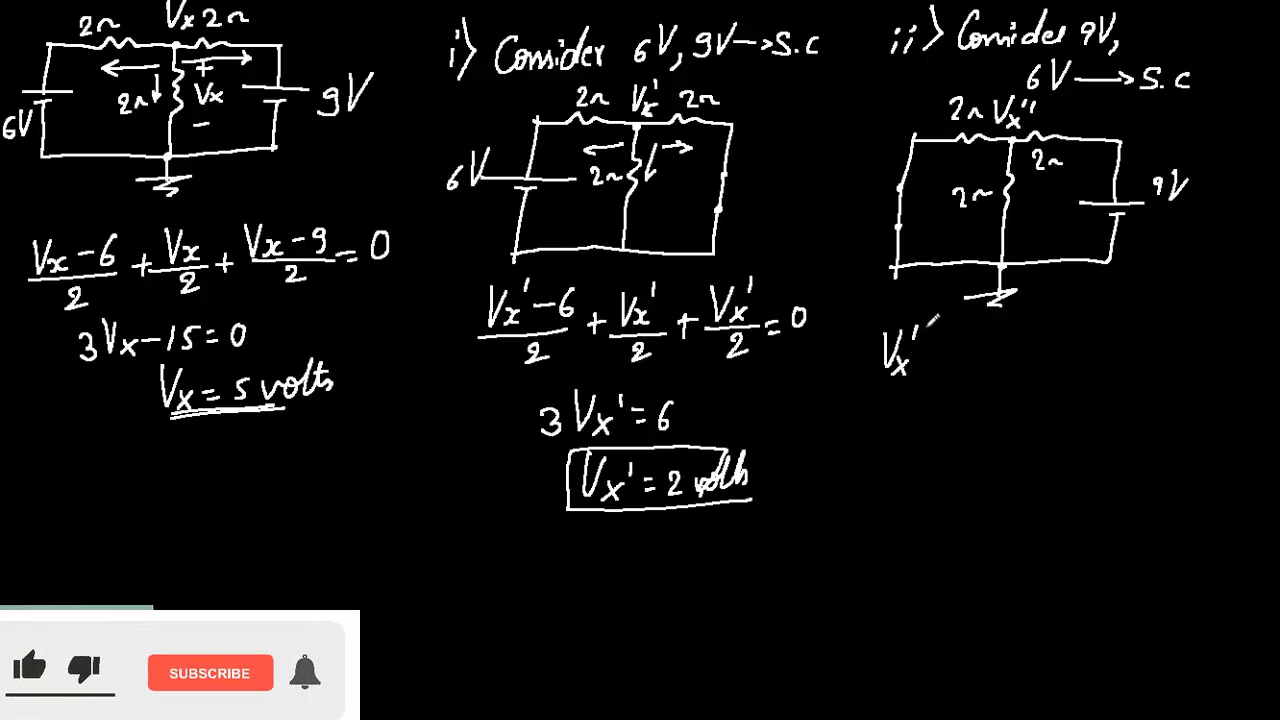 2Ω Vx 2Ω
2Ω + Vx −
6V
9V
Vx − 6 / 2 + Vx / 2 + Vx − 9 / 2 = 0
3Vx − 15 = 0
Vx = 5 volts
i) Consider 6V, 9V → S.C
2Ω Vx' 2Ω
6V 2Ω
Vx' − 6 / 2 + Vx' / 2 + Vx' / 2 = 0
3Vx' = 6
Vx' = 2 volts
ii) Consider 9V,
6V → S.C
2Ω Vx''
2Ω
2Ω 9V
Vx''
SUBSCRIBE